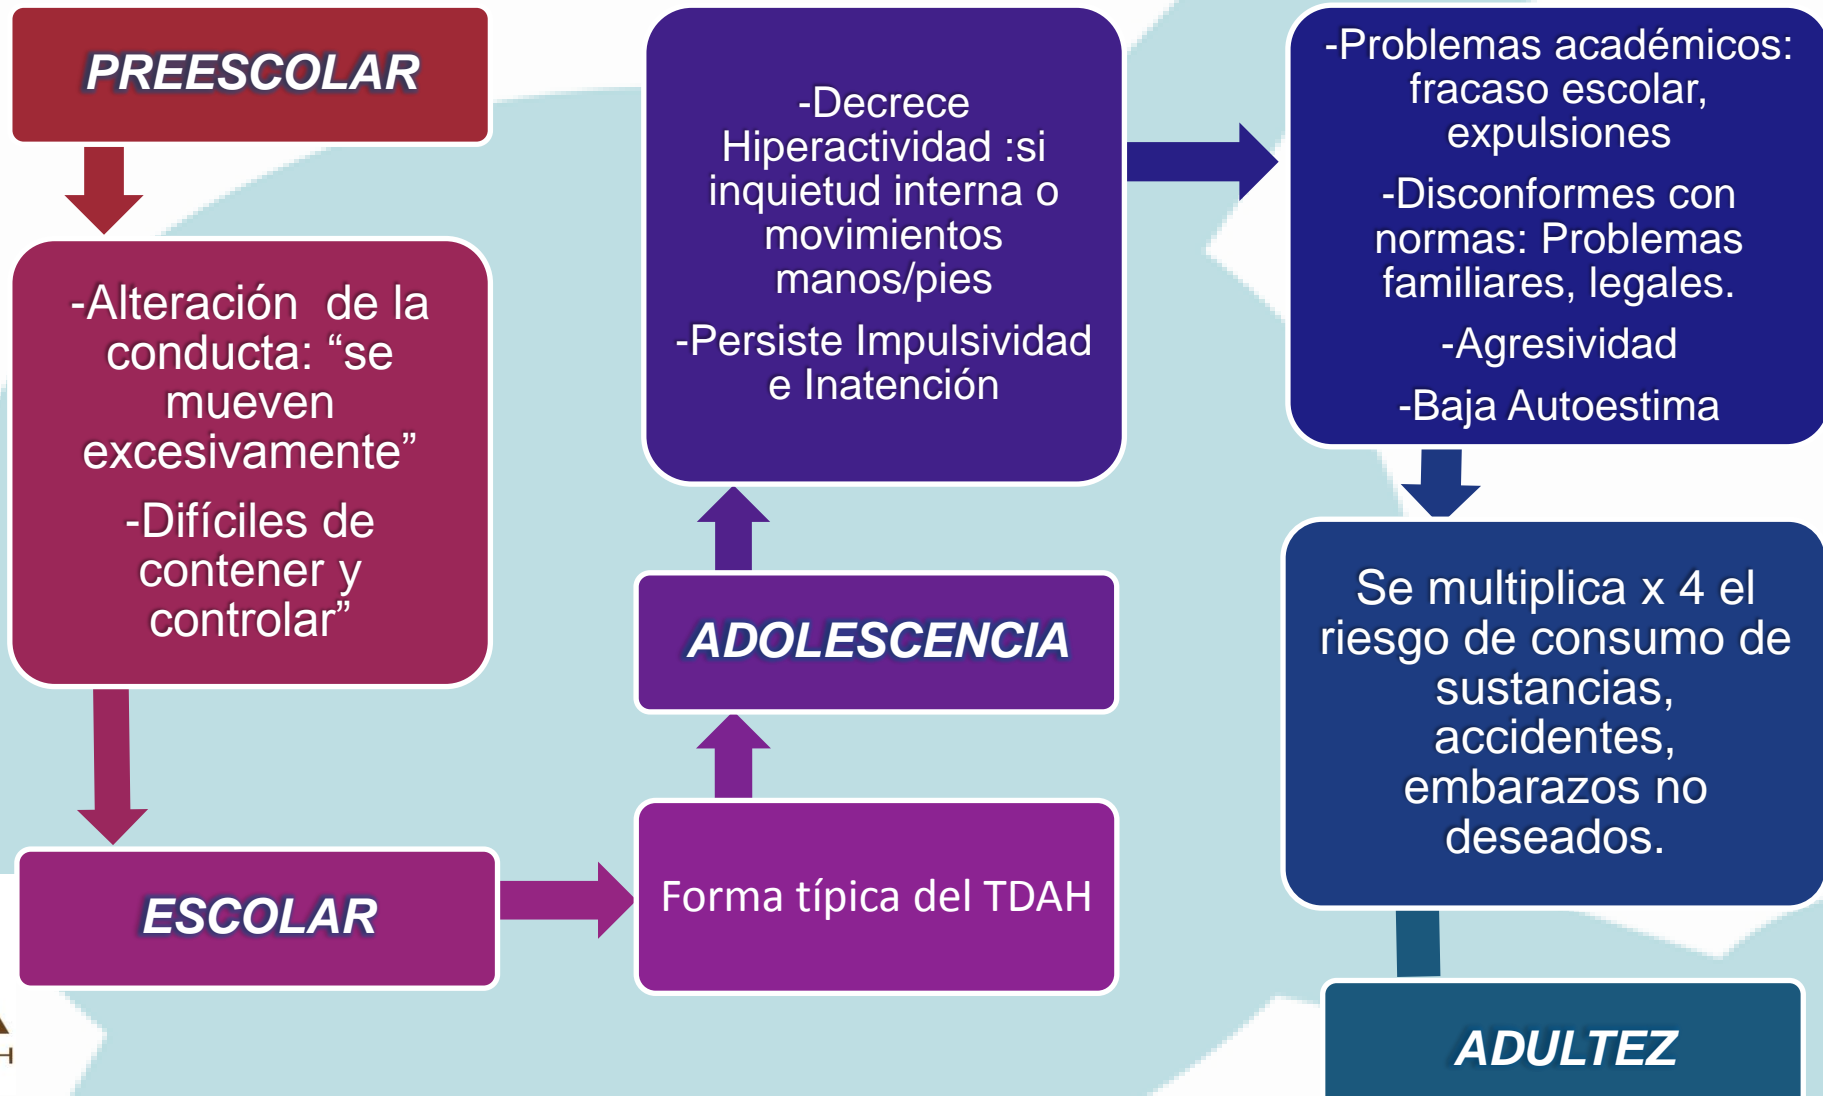 PREESCOLAR
-Alteración de la
conducta: “se
mueven
excesivamente”
-Difíciles de
contener y
controlar”
ESCOLAR
Forma típica del TDAH
ADOLESCENCIA
-Decrece
Hiperactividad :si
inquietud interna o
movimientos
manos/pies
-Persiste Impulsividad
e Inatención
-Problemas académicos:
fracaso escolar,
expulsiones
-Disconformes con
normas: Problemas
familiares, legales.
-Agresividad
-Baja Autoestima
Se multiplica x 4 el
riesgo de consumo de
sustancias,
accidentes,
embarazos no
deseados.
ADULTEZ